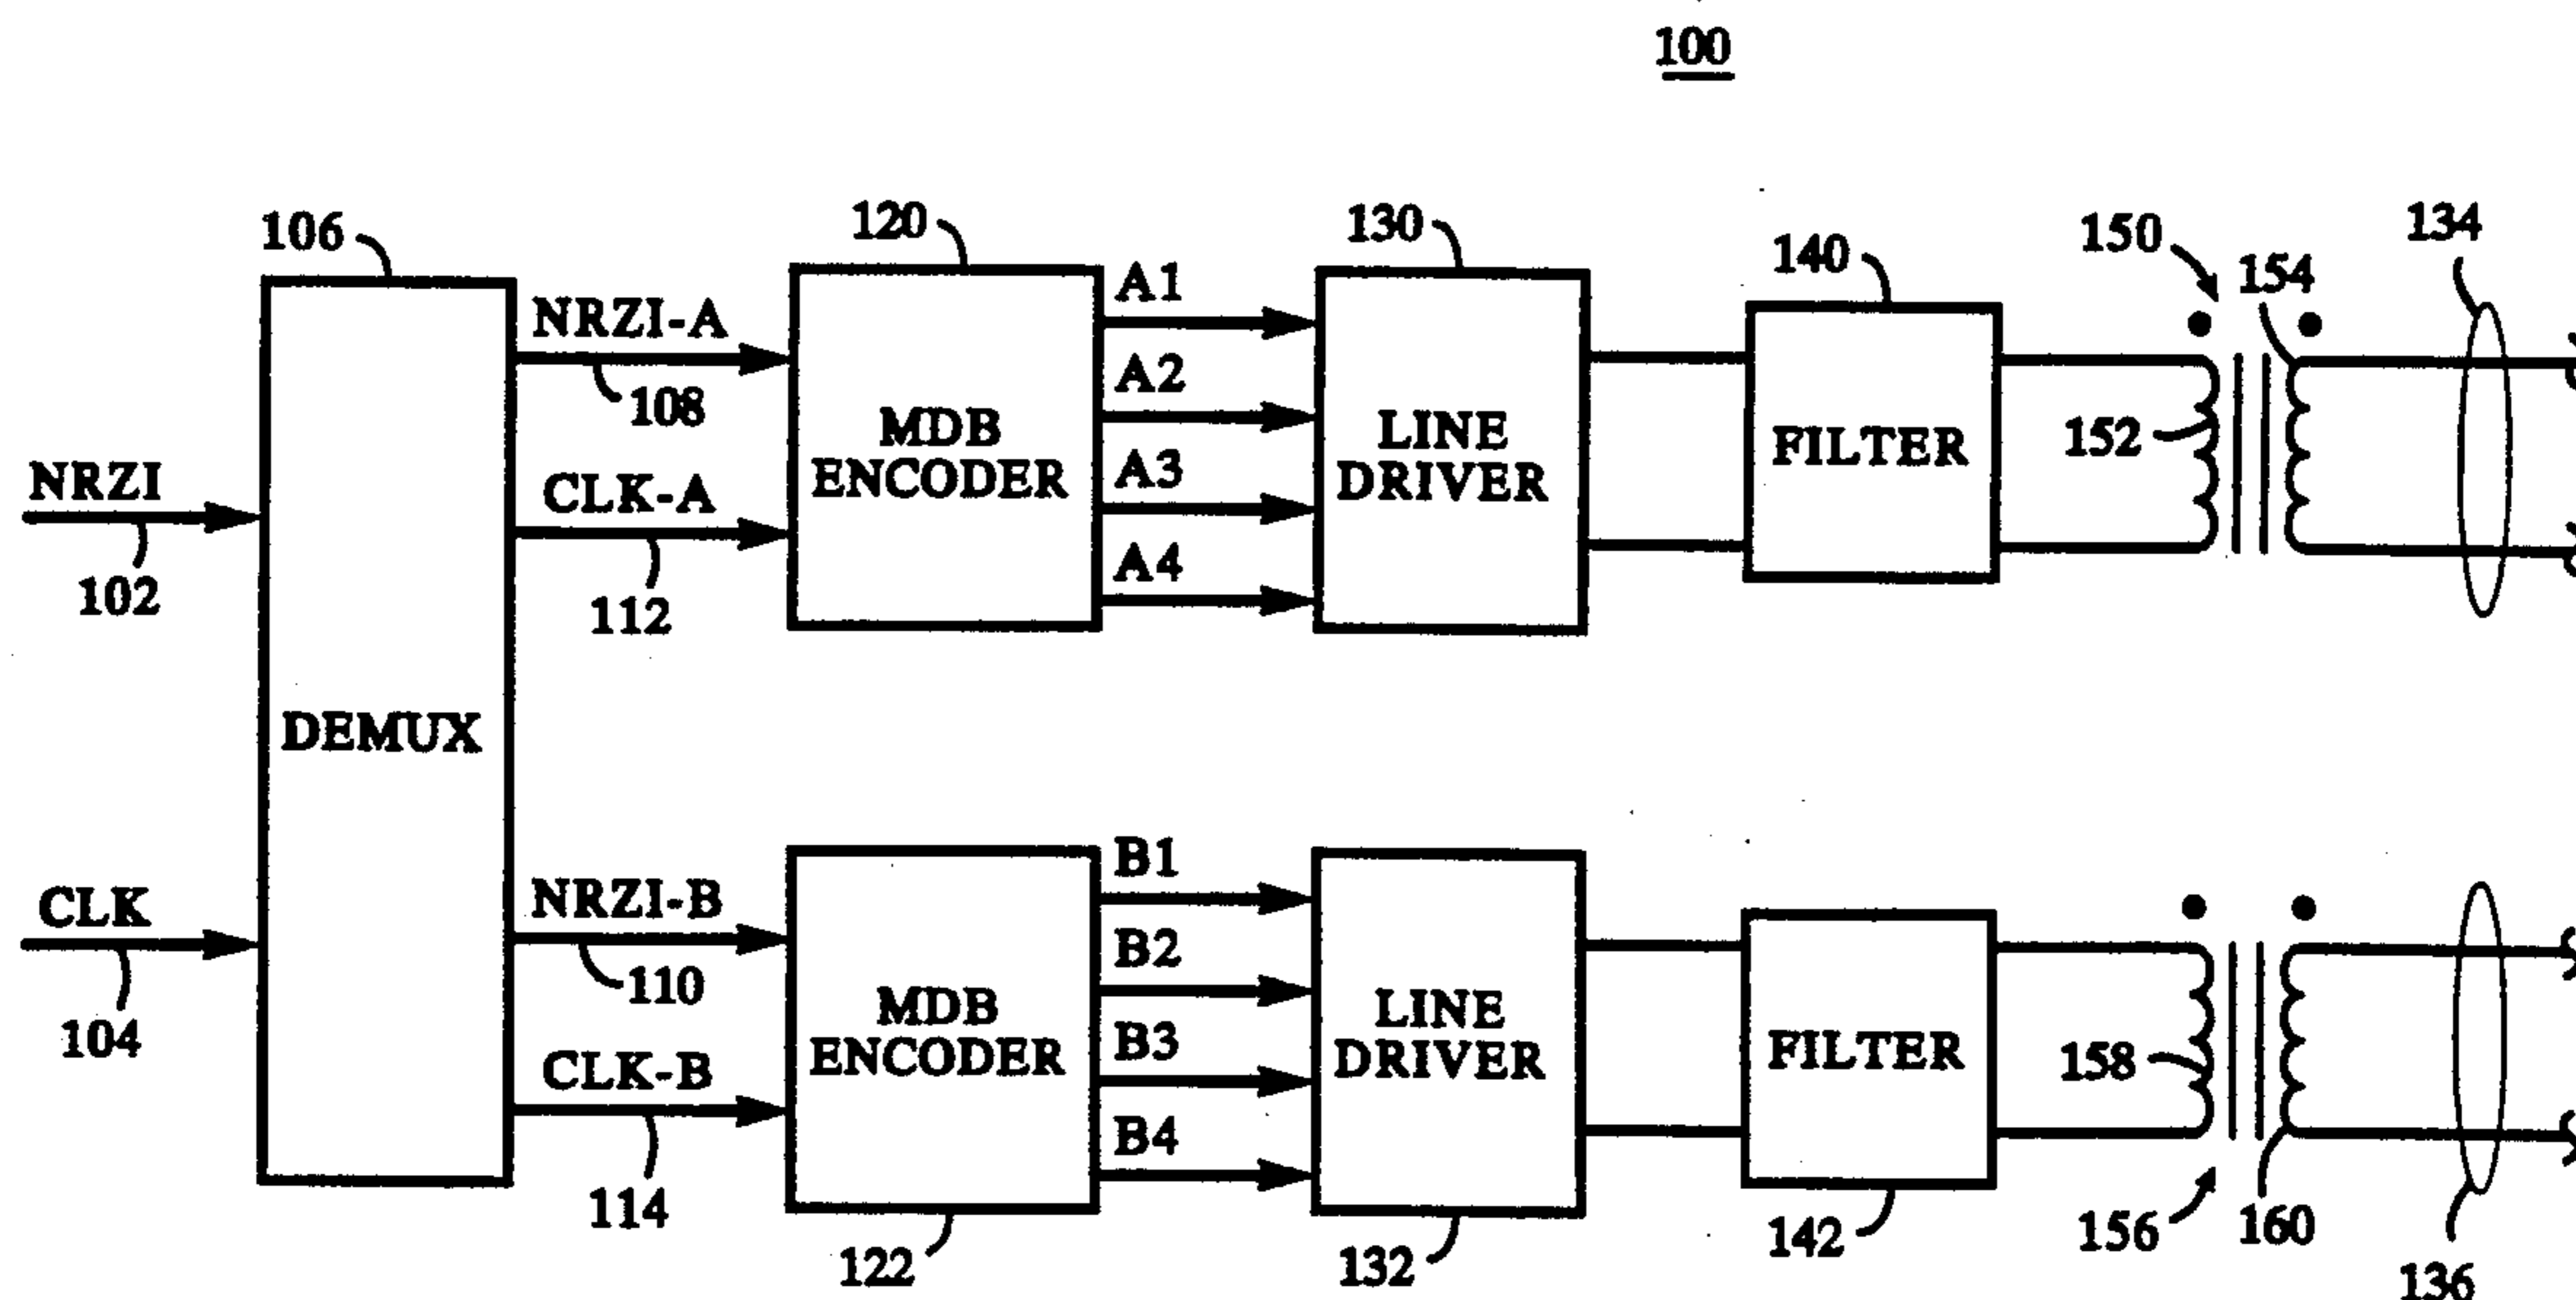 100
106
120
130
140
150
154
134
NRZI-A
108
CLK-A
112
MDB
ENCODER
A1
A2
A3
A4
LINE
DRIVER
FILTER
152
NRZI
102
DEMUX
CLK
104
NRZI-B
110
CLK-B
114
MDB
ENCODER
122
B1
B2
B3
B4
LINE
DRIVER
132
FILTER
142
158
156
160
136